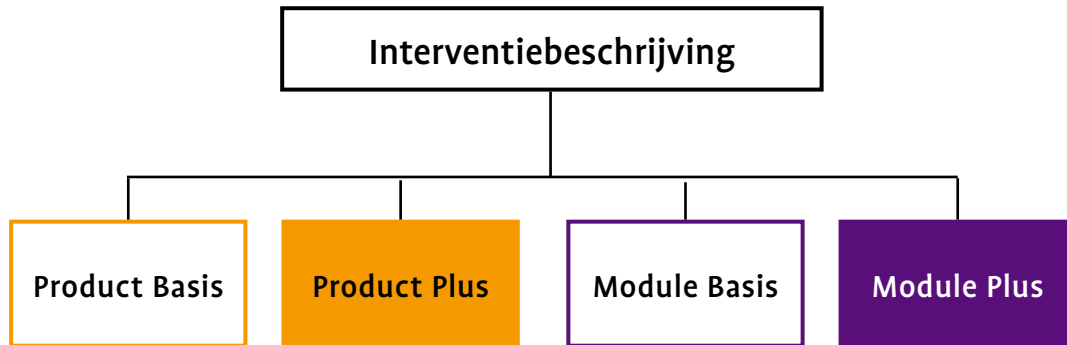 Interventiebeschrijving
Product Basis
Product Plus
Module Basis
Module Plus